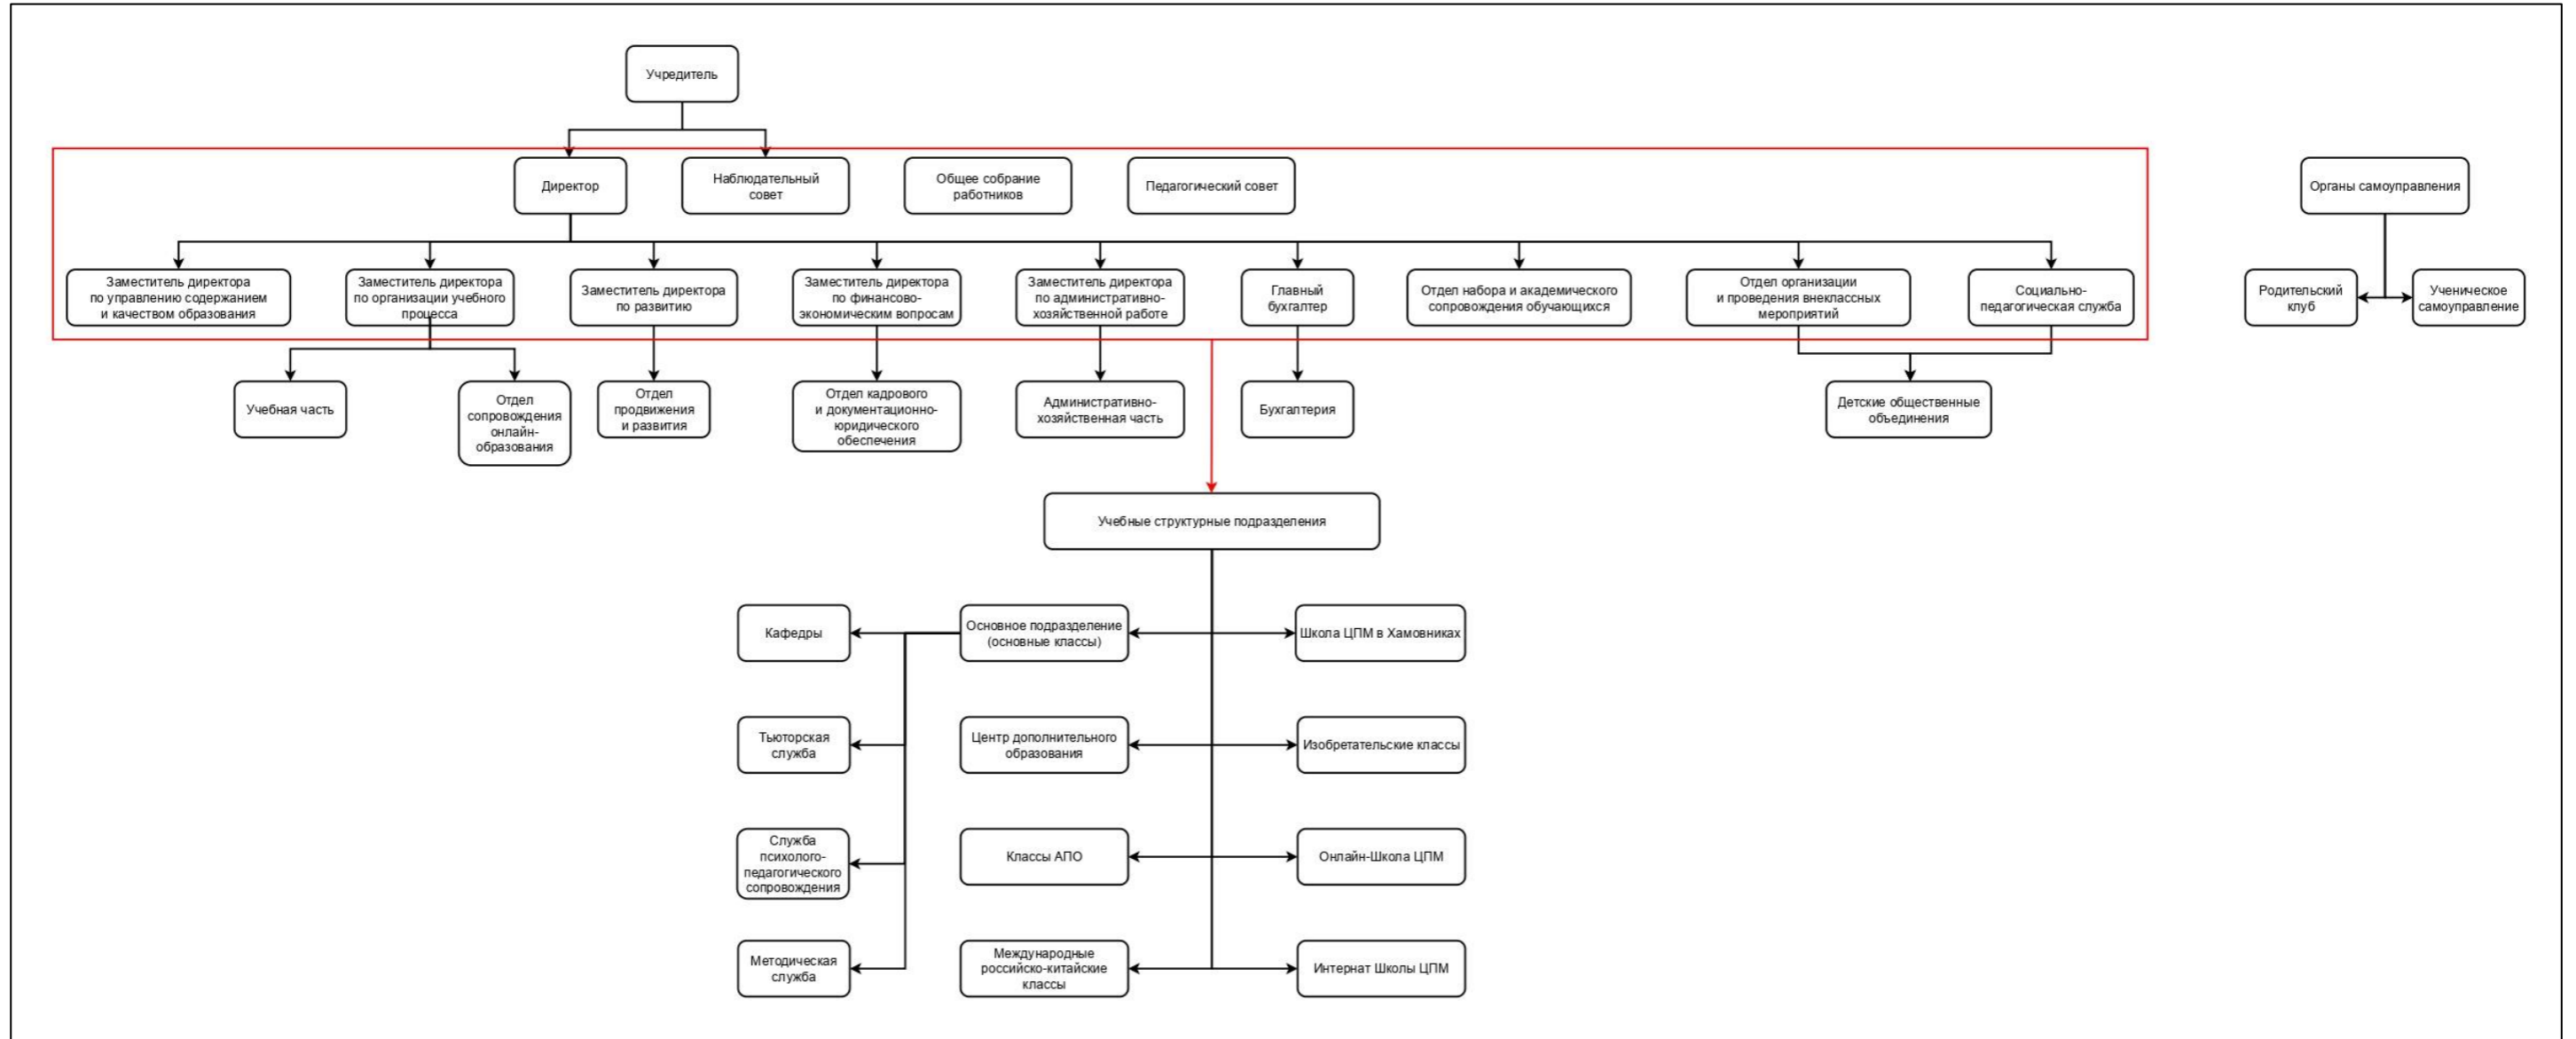 Учредитель
Директор
Наблюдательный
совет
Общее собрание
работников
Педагогический совет
Органы самоуправления
Заместитель директора
по управлению содержанием
и качеством образования
Заместитель директора
по организации учебного
процесса
Заместитель директора
по развитию
Заместитель директора
по финансово-
экономическим вопросам
Заместитель директора
по административно-
хозяйственной работе
Главный
бухгалтер
Отдел набора и академического
сопровождения обучающихся
Отдел организации
и проведения внеклассных
мероприятий
Социально-
педагогическая служба
Родительский
клуб
Ученическое
самоуправление
Учебная часть
Отдел
сопровождения
онлайн-
образования
Отдел
продвижения
и развития
Отдел кадрового
и документационно-
юридического
обеспечения
Административно-
хозяйственная часть
Бухгалтерия
Детские общественные
объединения
Учебные структурные подразделения
Кафедры
Основное подразделение
(основные классы)
Школа ЦПМ в Хамовниках
Тьюторская
служба
Центр дополнительного
образования
Изобретательские классы
Служба
психолого-
педагогического
сопровождения
Классы АПО
Онлайн-Школа ЦПМ
Методическая
служба
Международные
российско-китайские
классы
Интернат Школы ЦПМ